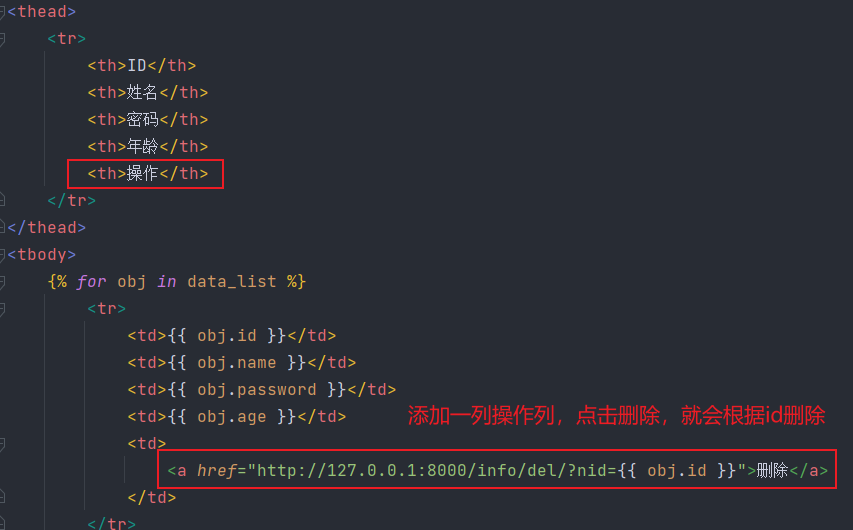 <thead>
<tr>
<th>ID</th>
<th>姓名</th>
<th>密码</th>
<th>年龄</th>
<th>操作</th>
</tr>
</thead>
<tbody>
{% for obj in data_list %}
<tr>
<td>{{ obj.id }}</td>
<td>{{ obj.name }}</td>
<td>{{ obj.password }}</td>
<td>{{ obj.age }}</td>
添加一列操作列，点击删除，就会根据id删除
<td>
<a href="http://127.0.0.1:8000/info/del/?nid={{ obj.id }}">删除</a>
</td>
</tr>